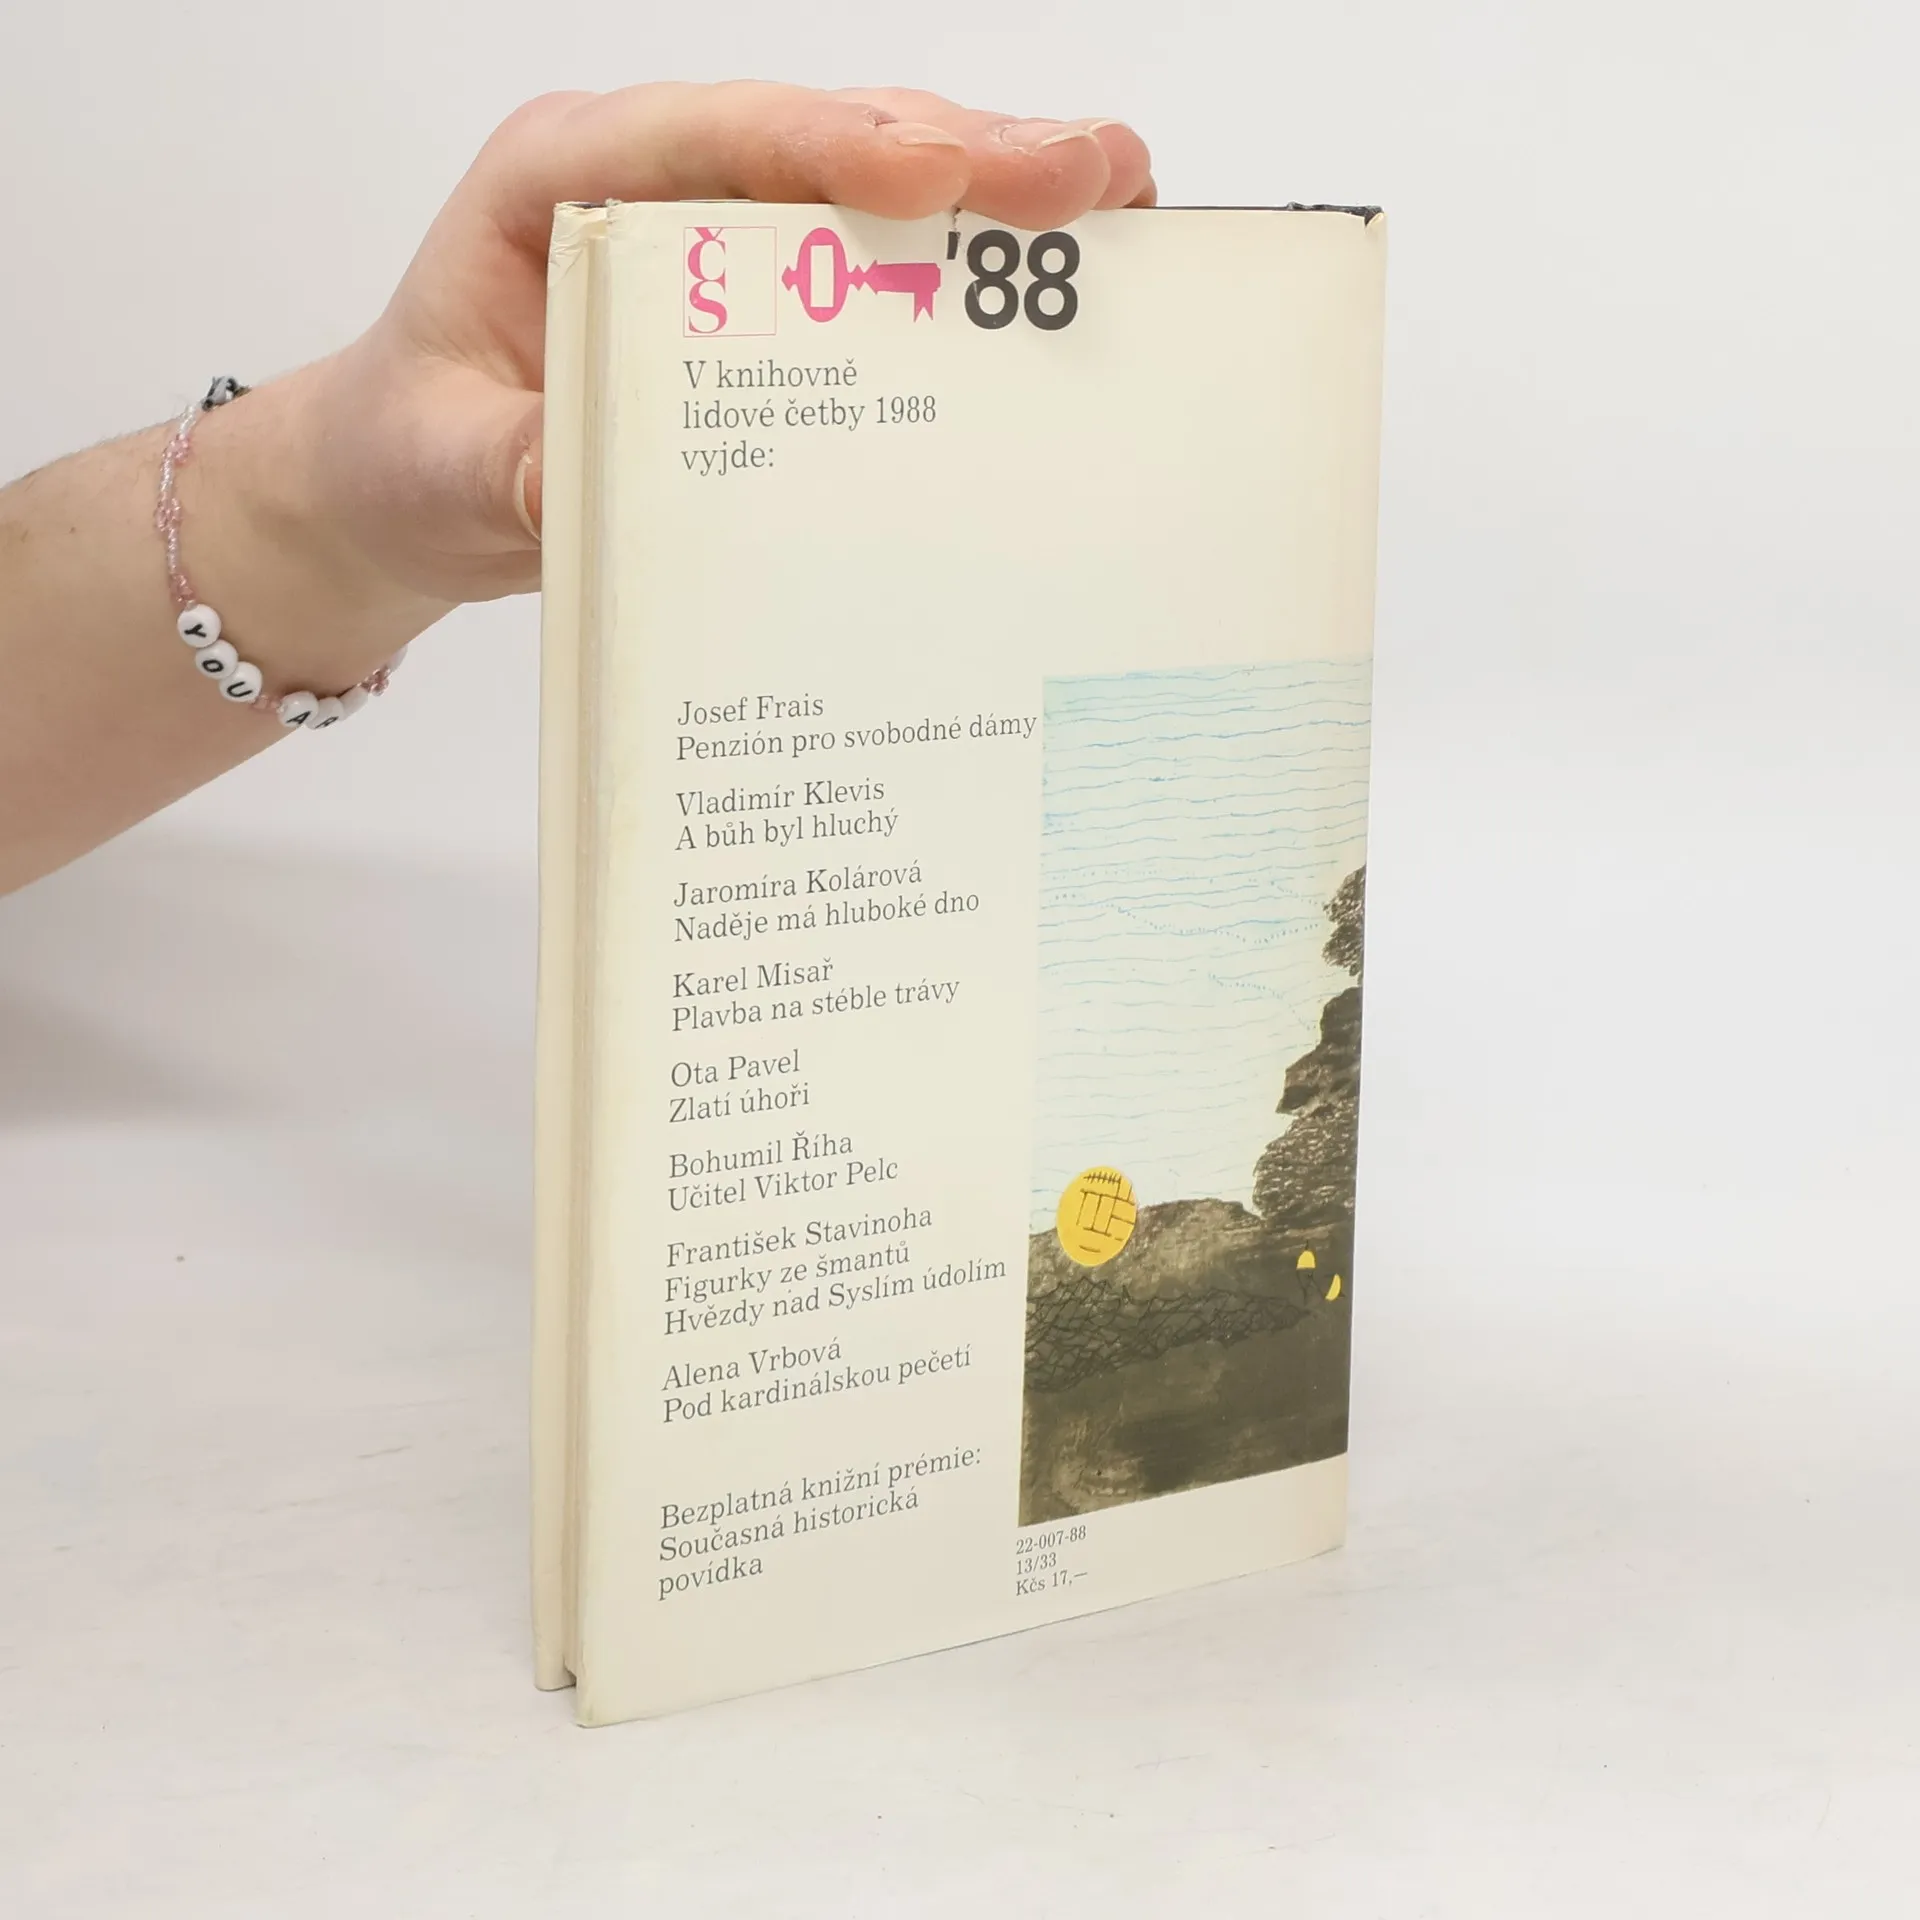 ČS
'88
V knihovně
lidové četby 1988
vyjde:
Josef Frais
Penzión pro svobodné dámy
Vladimír Klevis
A bůh byl hluchý
Jaromíra Kolárová
Naděje má hluboké dno
Karel Misař
Plavba na stéble trávy
Ota Pavel
Zlatí úhoři
Bohumil Říha
Učitel Viktor Pelc
František Stavinoha
Figurky ze šmantů
Hvězdy nad Syslím údolím
Alena Vrbová
Pod kardinálskou pečetí
Bezplatná knižní prémie:
Současná historická
povídka
22-007-88
13/33
Kčs 17,—
YOU AR